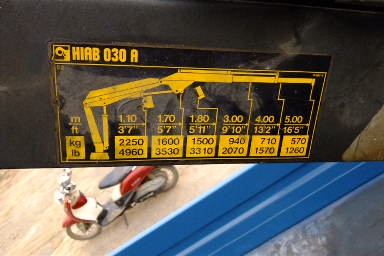 HIAB 030 A
m 1.10 1.70 1.80 3.00 4.00 5.00
ft 3'7" 5'7" 5'11" 9'10" 13'2" 16'5"
kg 2250 1600 1500 940 710 570
lb 4960 3530 3310 2070 1570 1260